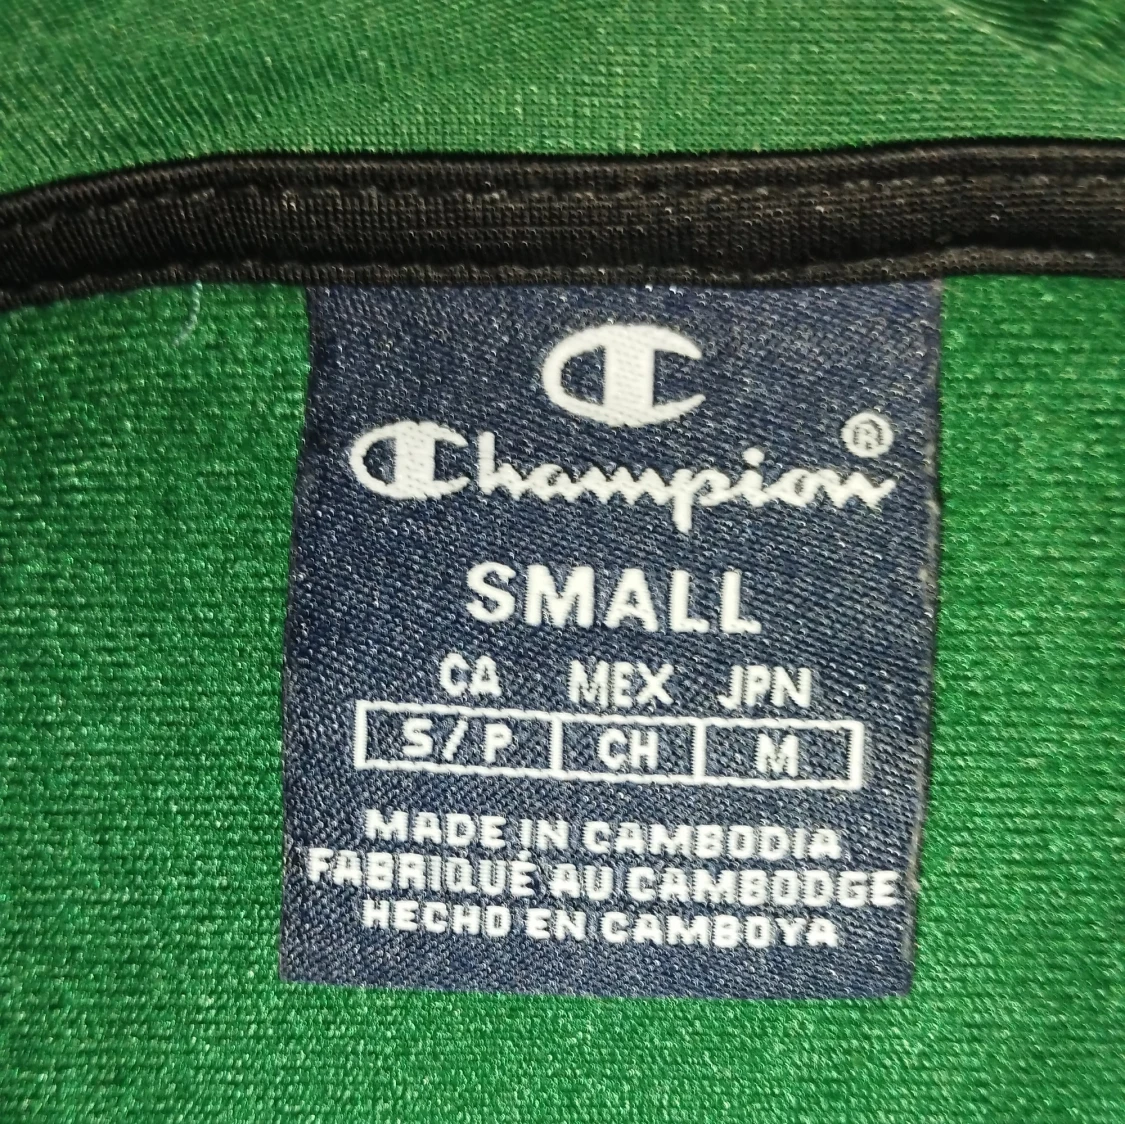 C
Champion®
SMALL
CA MEX JPN
S/P CH M
MADE IN CAMBODIA
FABRIQUÉ AU CAMBODGE
HECHO EN CAMBOYA